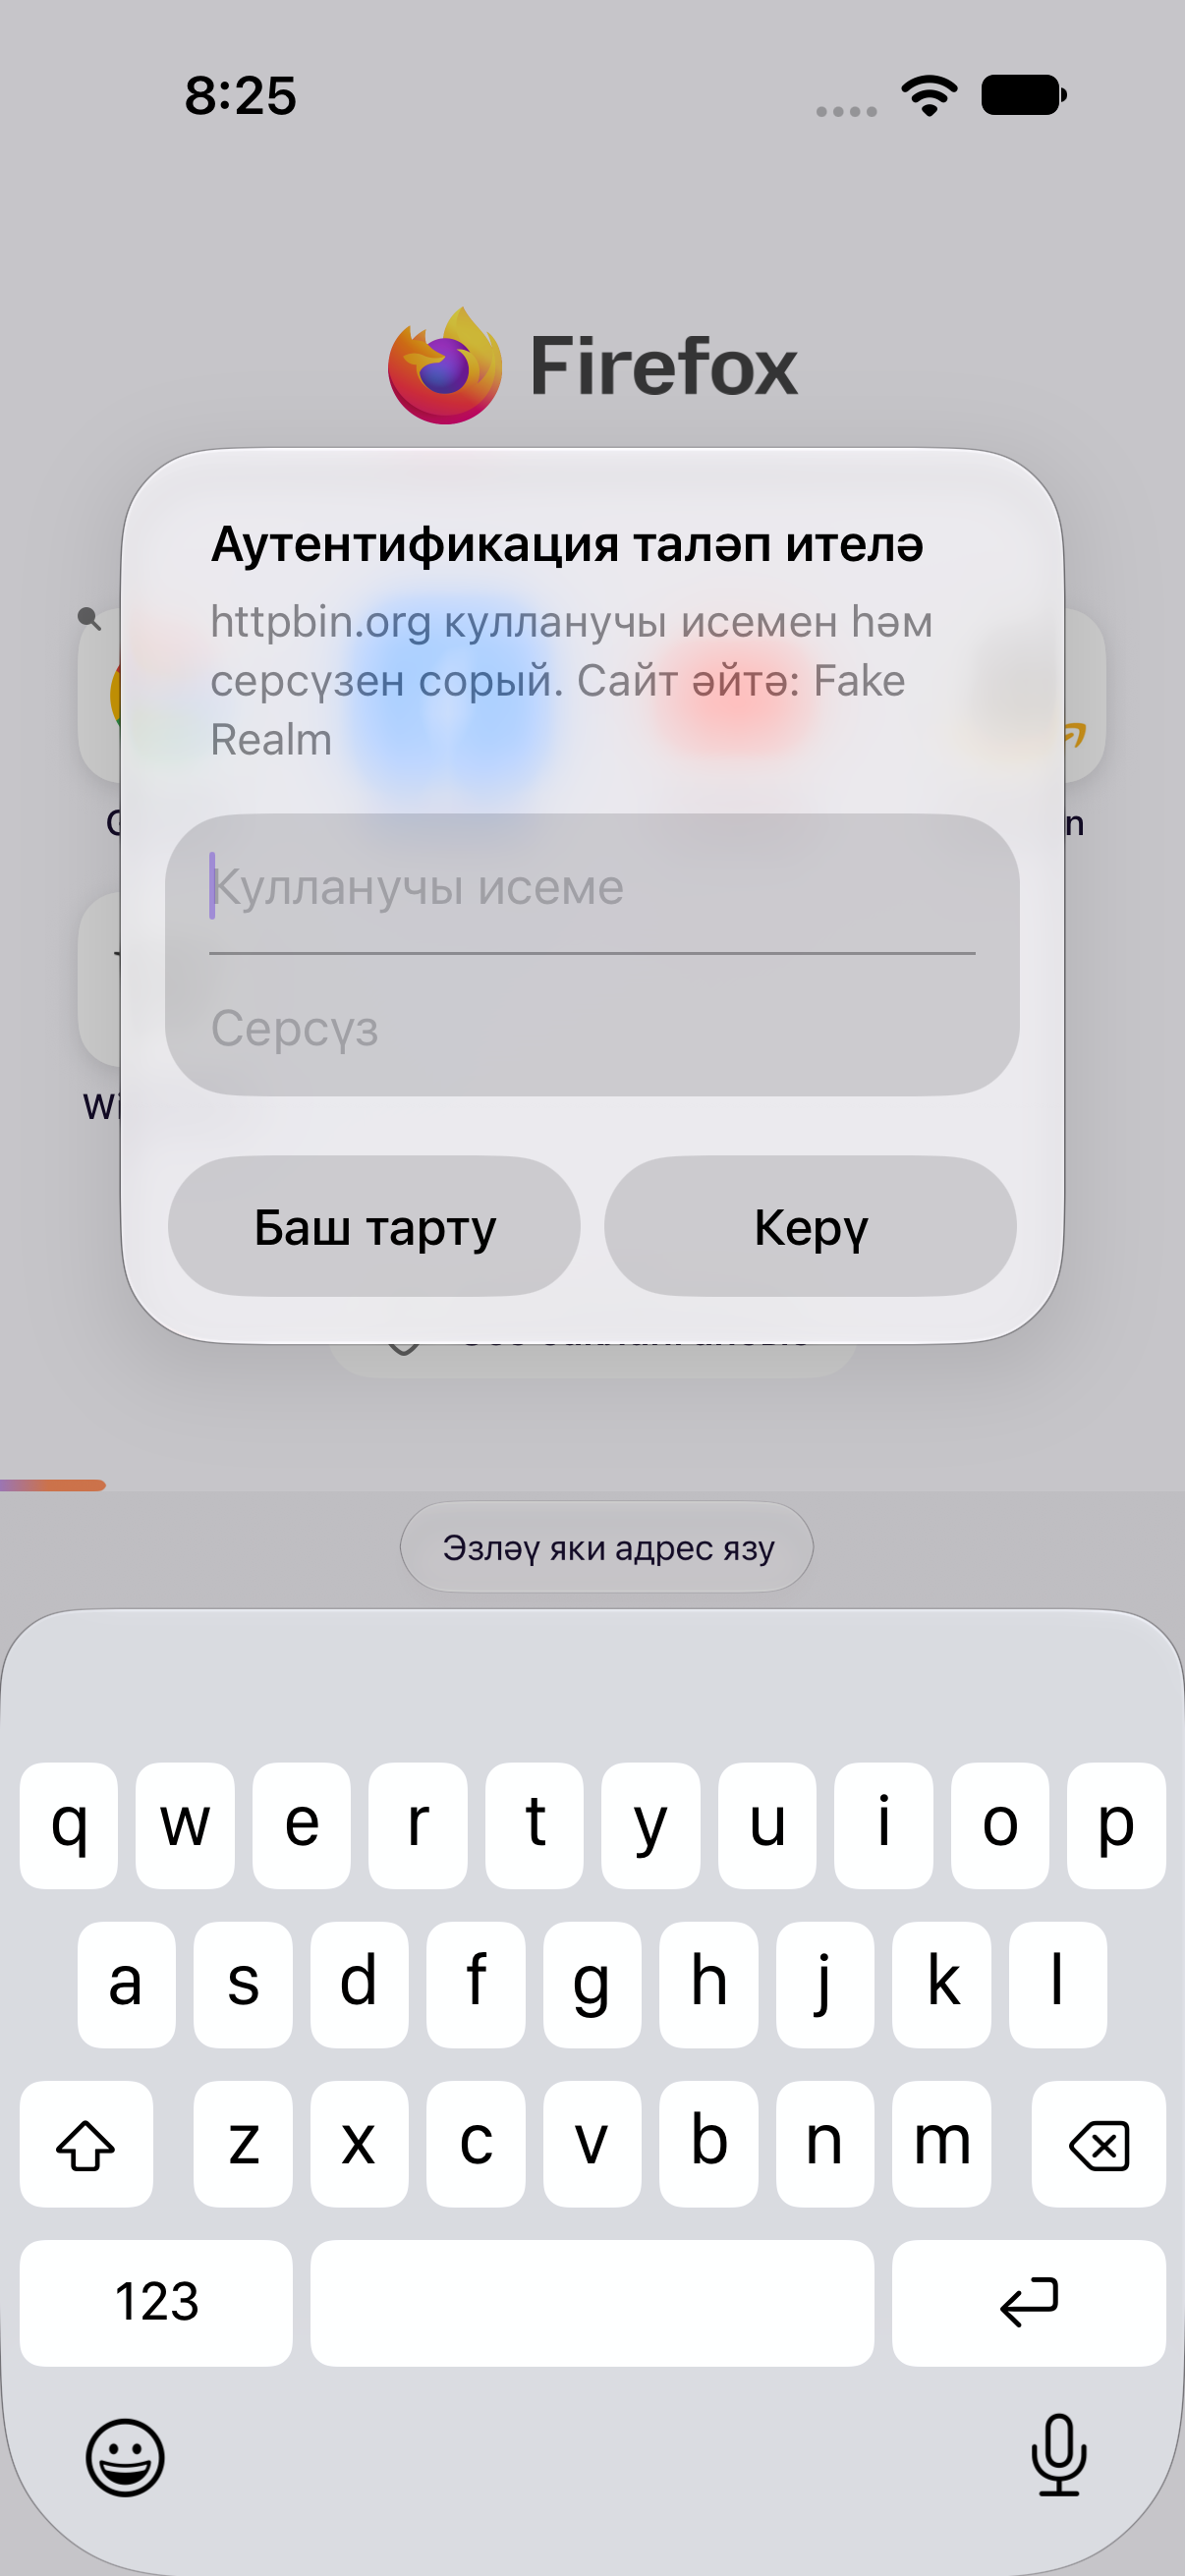 8:25
Firefox
Аутентификация таләп ителә
httpbin.org кулланучы исемен һәм
серсүзен сорый. Сайт әйтә: Fake
Realm
Кулланучы исеме
Серсүз
Баш тарту
Керү
Эзләү яки адрес язу
q w e r t y u i o p
a s d f g h j k l
z x c v b n m
123